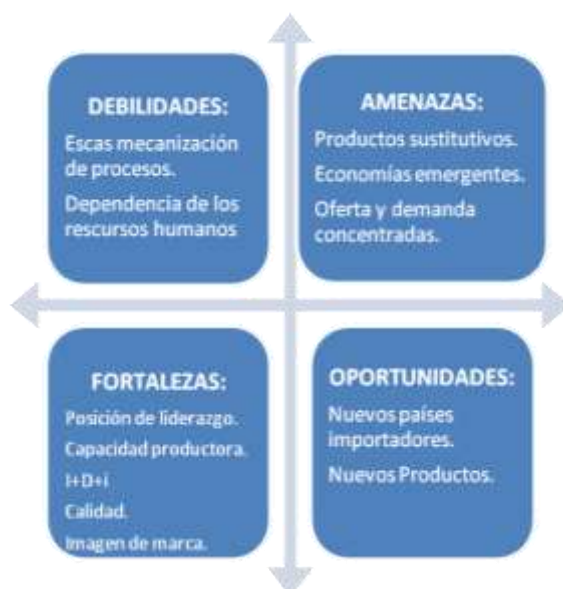 DEBILIDADES:
Escas mecanización
de procesos.
Dependencia de los
rescursos humanos
AMENAZAS:
Productos sustitutivos.
Economías emergentes.
Oferta y demanda
concentradas.
FORTALEZAS:
Posición de liderazgo.
Capacidad productora.
I+D+i
Calidad.
Imagen de marca.
OPORTUNIDADES:
Nuevos países
importadores.
Nuevos Productos.